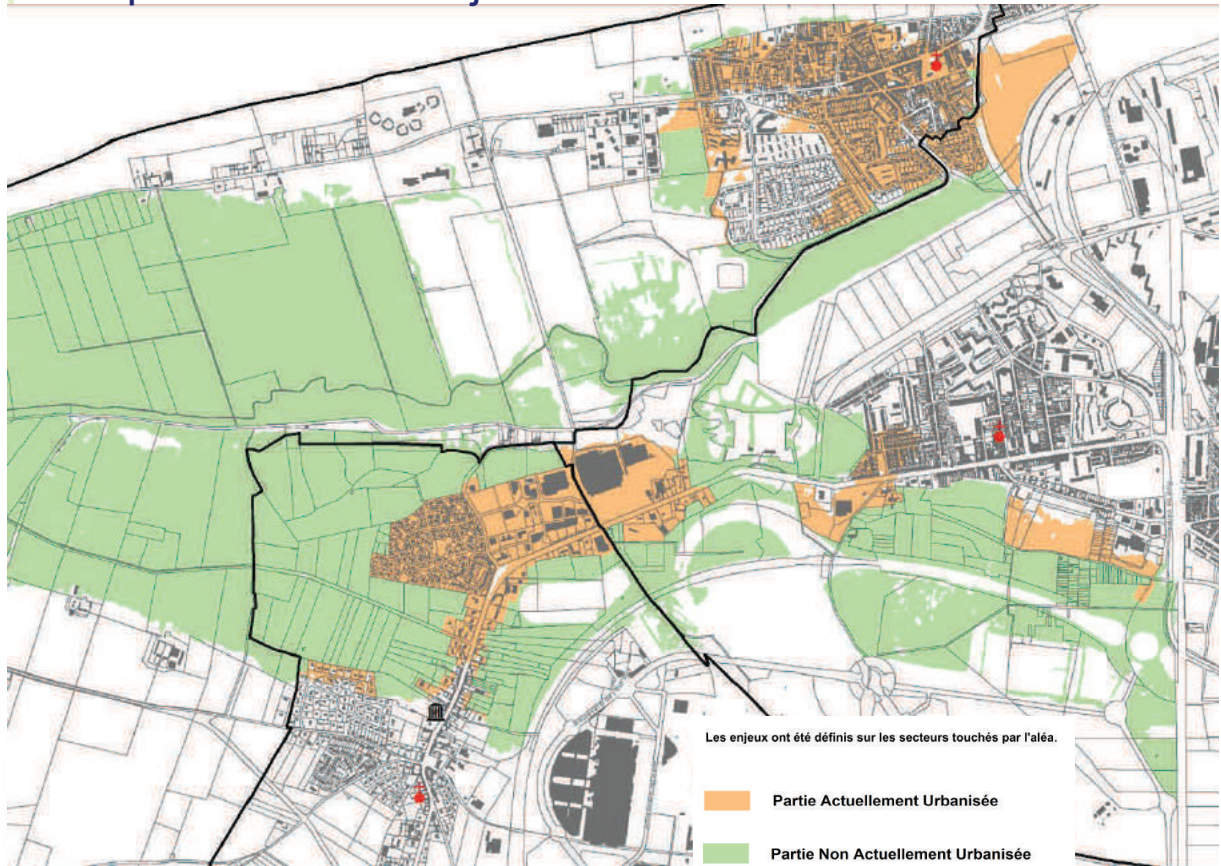 Les enjeux ont été définis sur les secteurs touchés par l'aléa.
Partie Actuellement Urbanisée
Partie Non Actuellement Urbanisée